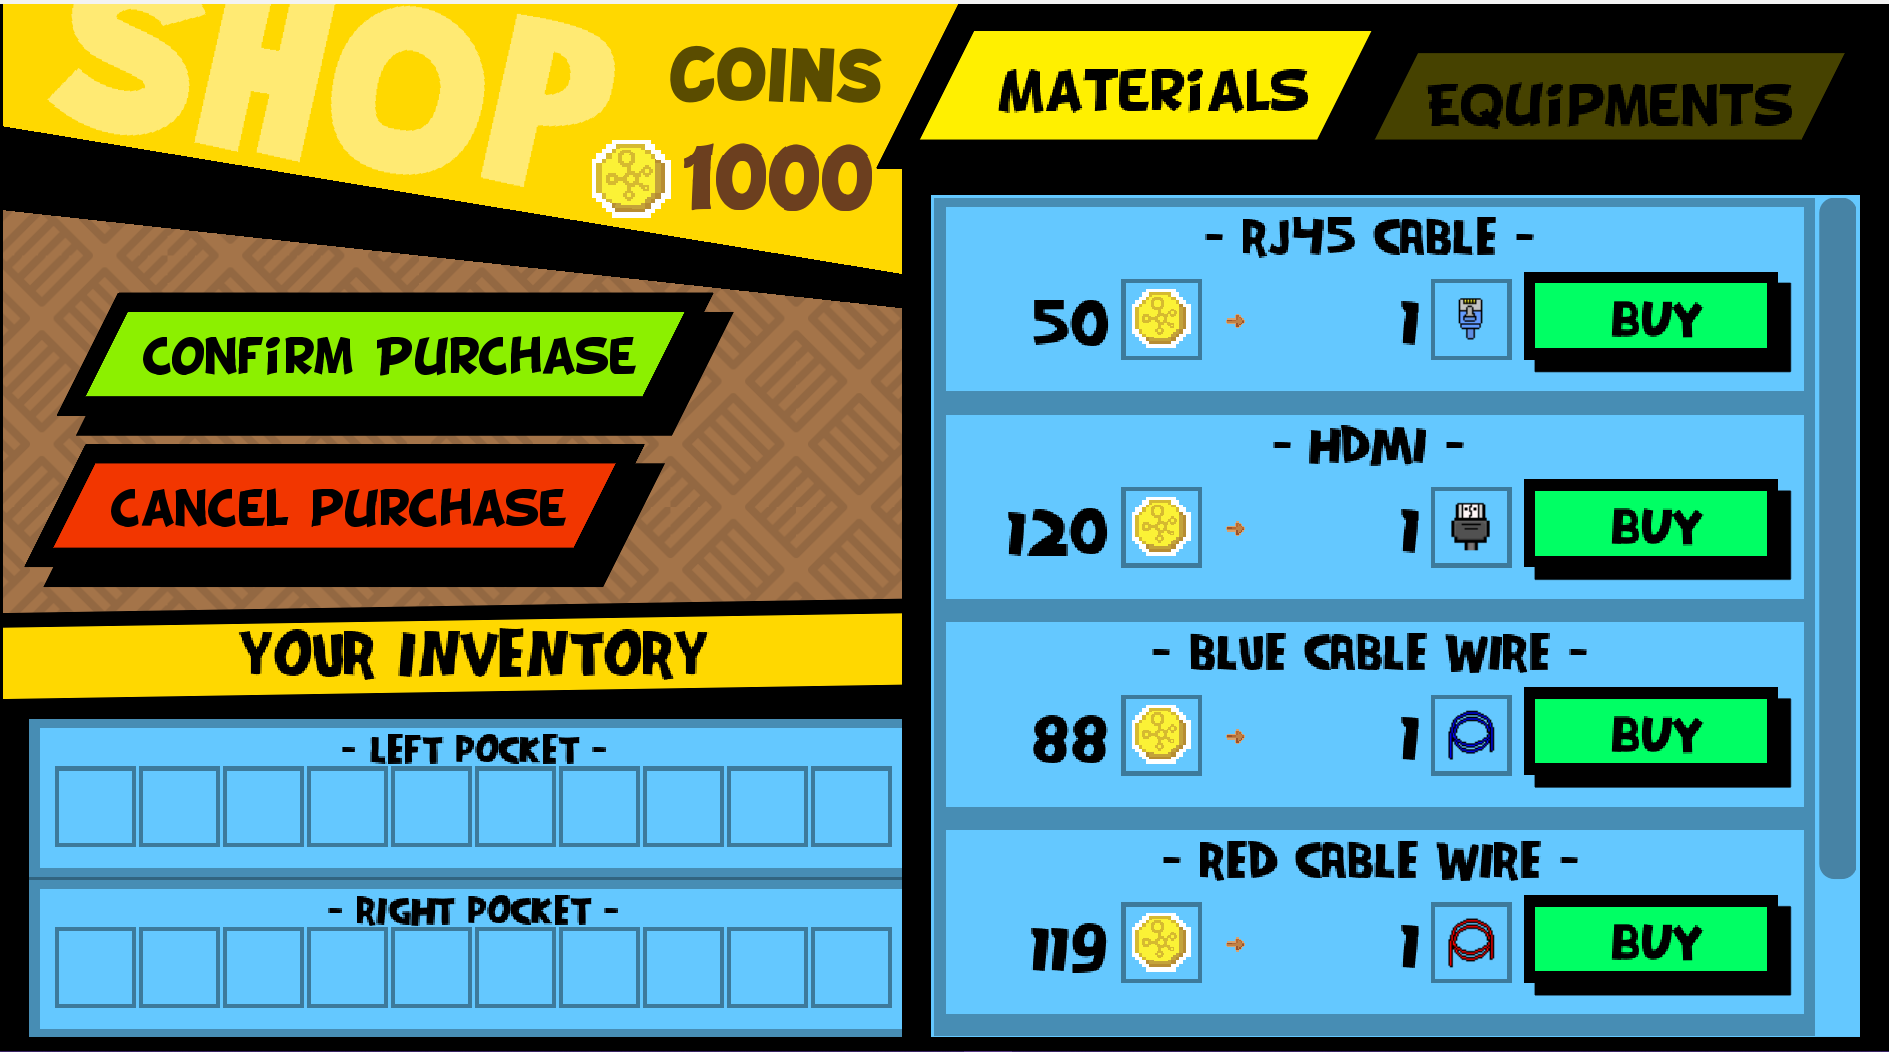 SHOP
COINS
1000
CONFiRM PURCHASE
CANCEL PURCHASE
YOUR INVENTORY
- LEFT POCKET -
- RIGHT POCKET -
MATERiALS
EQUiPMENTS
- RJ45 CABLE -
50 1 BUY
- HDMI -
120 1 BUY
- BLUE CABLE WIRE -
88 1 BUY
- RED CABLE WIRE -
119 1 BUY